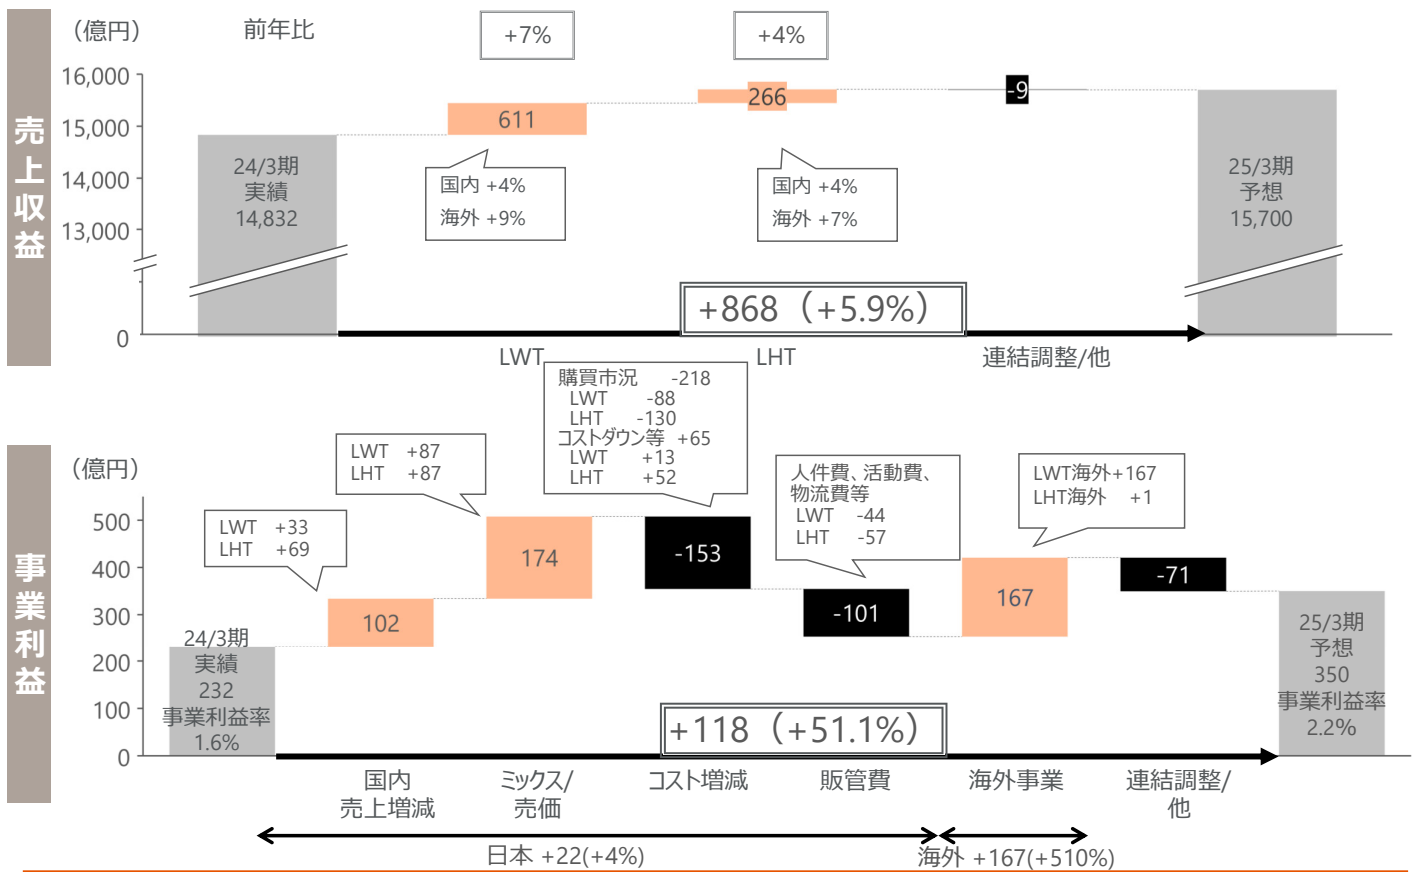 売上収益
（億円）
前年比
+7%
+4%
16,000
15,000
14,000
13,000
0
24/3期
実績
14,832
611
266
-9
国内 +4%
海外 +9%
国内 +4%
海外 +7%
25/3期
予想
15,700
+868（+5.9%）
LWT
LHT
連結調整/他
事業利益
（億円）
500
400
300
200
100
0
24/3期
実績
232
事業利益率
1.6%
LWT +33
LHT +69
102
LWT +87
LHT +87
174
購買市況 -218
LWT -88
LHT -130
コストダウン等 +65
LWT +13
LHT +52
-153
人件費、活動費、
物流費等
LWT -44
LHT -57
-101
LWT海外+167
LHT海外 +1
167
-71
25/3期
予想
350
事業利益率
2.2%
+118（+51.1%）
国内
売上増減
ミックス/
売価
コスト増減
販管費
海外事業
連結調整/
他
日本 +22(+4%)
海外 +167(+510%)